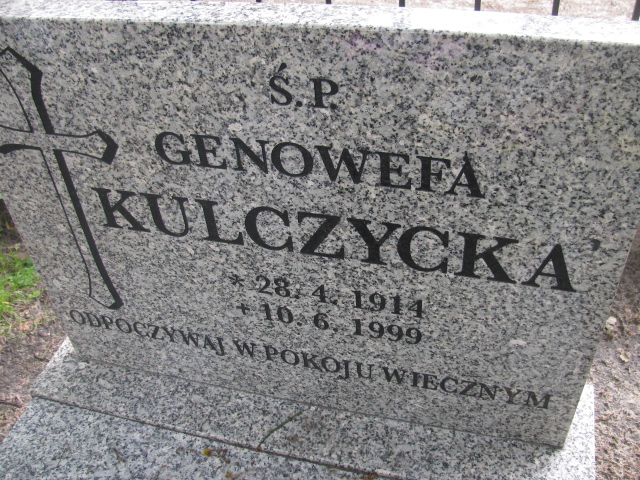 Ś.P.
GENOWEFA
KULCZYCKA
* 28. 4. 1914
+ 10. 6. 1999
ODPOCZYWAJ W POKOJU WIECZNYM